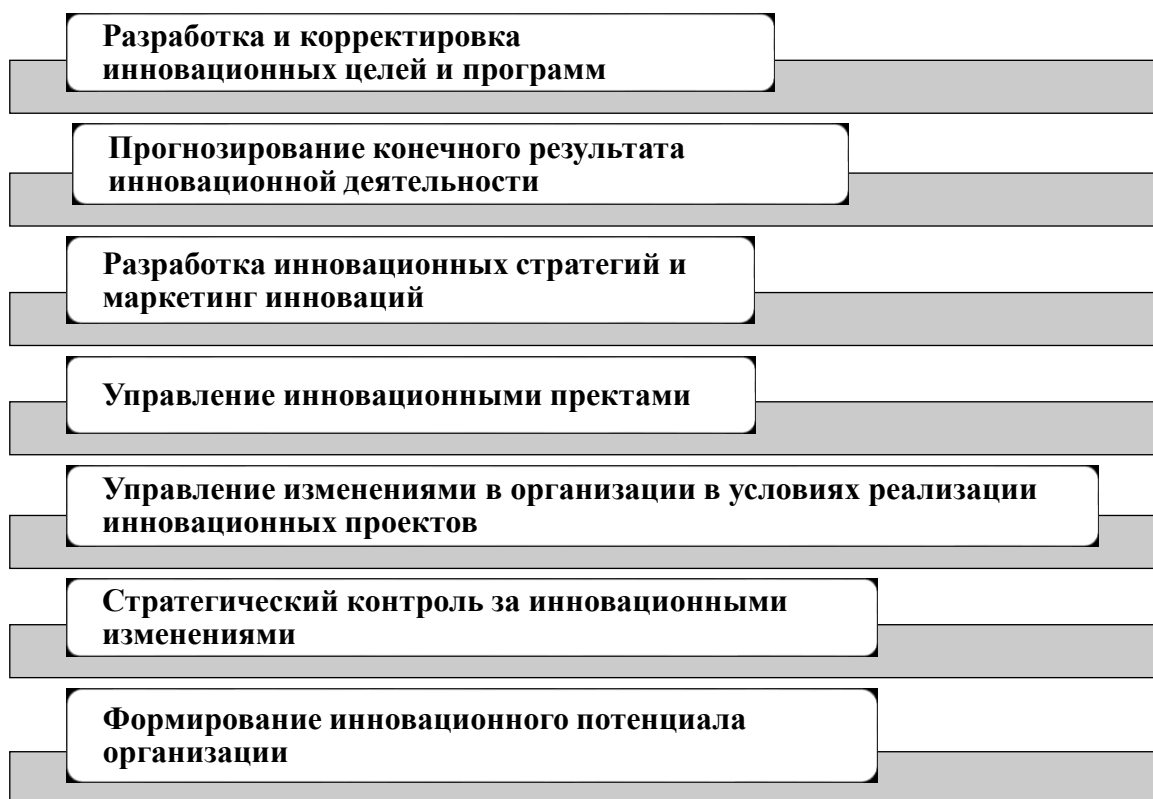 Разработка и корректировка
инновационных целей и программ
Прогнозирование конечного результата
инновационной деятельности
Разработка инновационных стратегий и
маркетинг инноваций
Управление инновационными пректами
Управление изменениями в организации в условиях реализации
инновационных проектов
Стратегический контроль за инновационными
изменениями
Формирование инновационного потенциала
организации